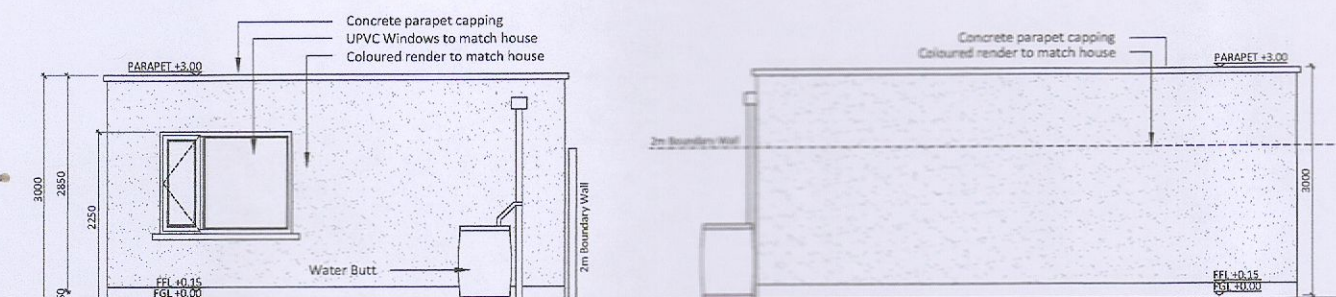 Concrete parapet capping
UPVC Windows to match house
Coloured render to match house
PARAPET +3.00
3000
2850
2250
2m Boundary Wall
Water Butt
FFL +0.15
FGL +0.00
Concrete parapet capping
Coloured render to match house
PARAPET +3.00
2m Boundary Wall
3000
FFL +0.15
FGL +0.00